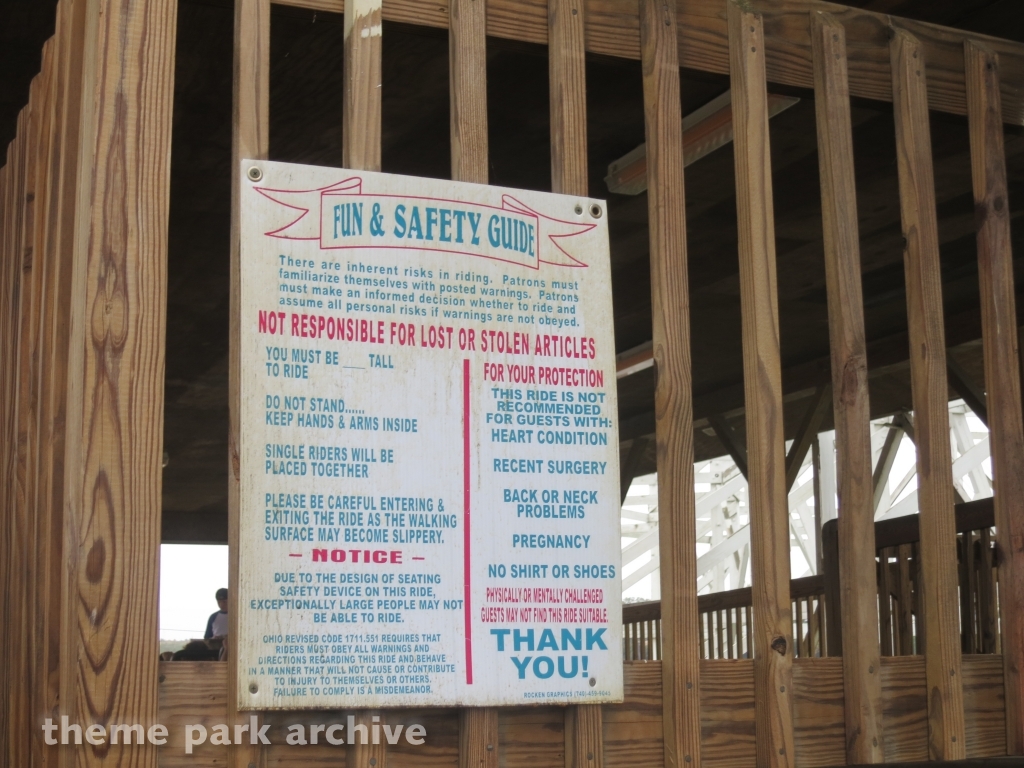 FUN & SAFETY GUIDE
There are inherent risks in riding. Patrons must
familiarize themselves with posted warnings. Patrons
must make an informed decision whether to ride and
assume all personal risks if warnings are not obeyed.
NOT RESPONSIBLE FOR LOST OR STOLEN ARTICLES
YOU MUST BE ___ TALL
TO RIDE
DO NOT STAND......
KEEP HANDS & ARMS INSIDE
SINGLE RIDERS WILL BE
PLACED TOGETHER
PLEASE BE CAREFUL ENTERING &
EXITING THE RIDE AS THE WALKING
SURFACE MAY BECOME SLIPPERY.
– NOTICE –
DUE TO THE DESIGN OF SEATING
SAFETY DEVICE ON THIS RIDE,
EXCEPTIONALLY LARGE PEOPLE MAY NOT
BE ABLE TO RIDE.
OHIO REVISED CODE 1711.551 REQUIRES THAT
RIDERS MUST OBEY ALL WARNINGS AND
DIRECTIONS REGARDING THIS RIDE AND BEHAVE
IN A MANNER THAT WILL NOT CAUSE OR CONTRIBUTE
TO INJURY TO THEMSELVES OR OTHERS.
FAILURE TO COMPLY IS A MISDEMEANOR.
FOR YOUR PROTECTION
THIS RIDE IS NOT
RECOMMENDED
FOR GUESTS WITH:
HEART CONDITION
RECENT SURGERY
BACK OR NECK
PROBLEMS
PREGNANCY
NO SHIRT OR SHOES
PHYSICALLY OR MENTALLY CHALLENGED
GUESTS MAY NOT FIND THIS RIDE SUITABLE.
THANK
YOU!
ROCKEN GRAPHICS
theme park archive